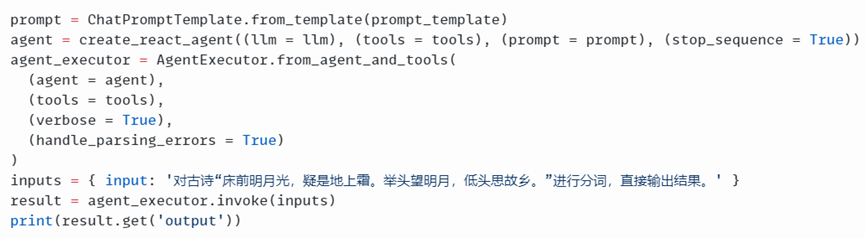 prompt = ChatPromptTemplate.from_template(prompt_template)
agent = create_react_agent((llm = llm), (tools = tools), (prompt = prompt), (stop_sequence = True))
agent_executor = AgentExecutor.from_agent_and_tools(
  (agent = agent),
  (tools = tools),
  (verbose = True),
  (handle_parsing_errors = True)
)
inputs = { input: '对古诗“床前明月光，疑是地上霜。举头望明月，低头思故乡。”进行分词，直接输出结果。' }
result = agent_executor.invoke(inputs)
print(result.get('output'))